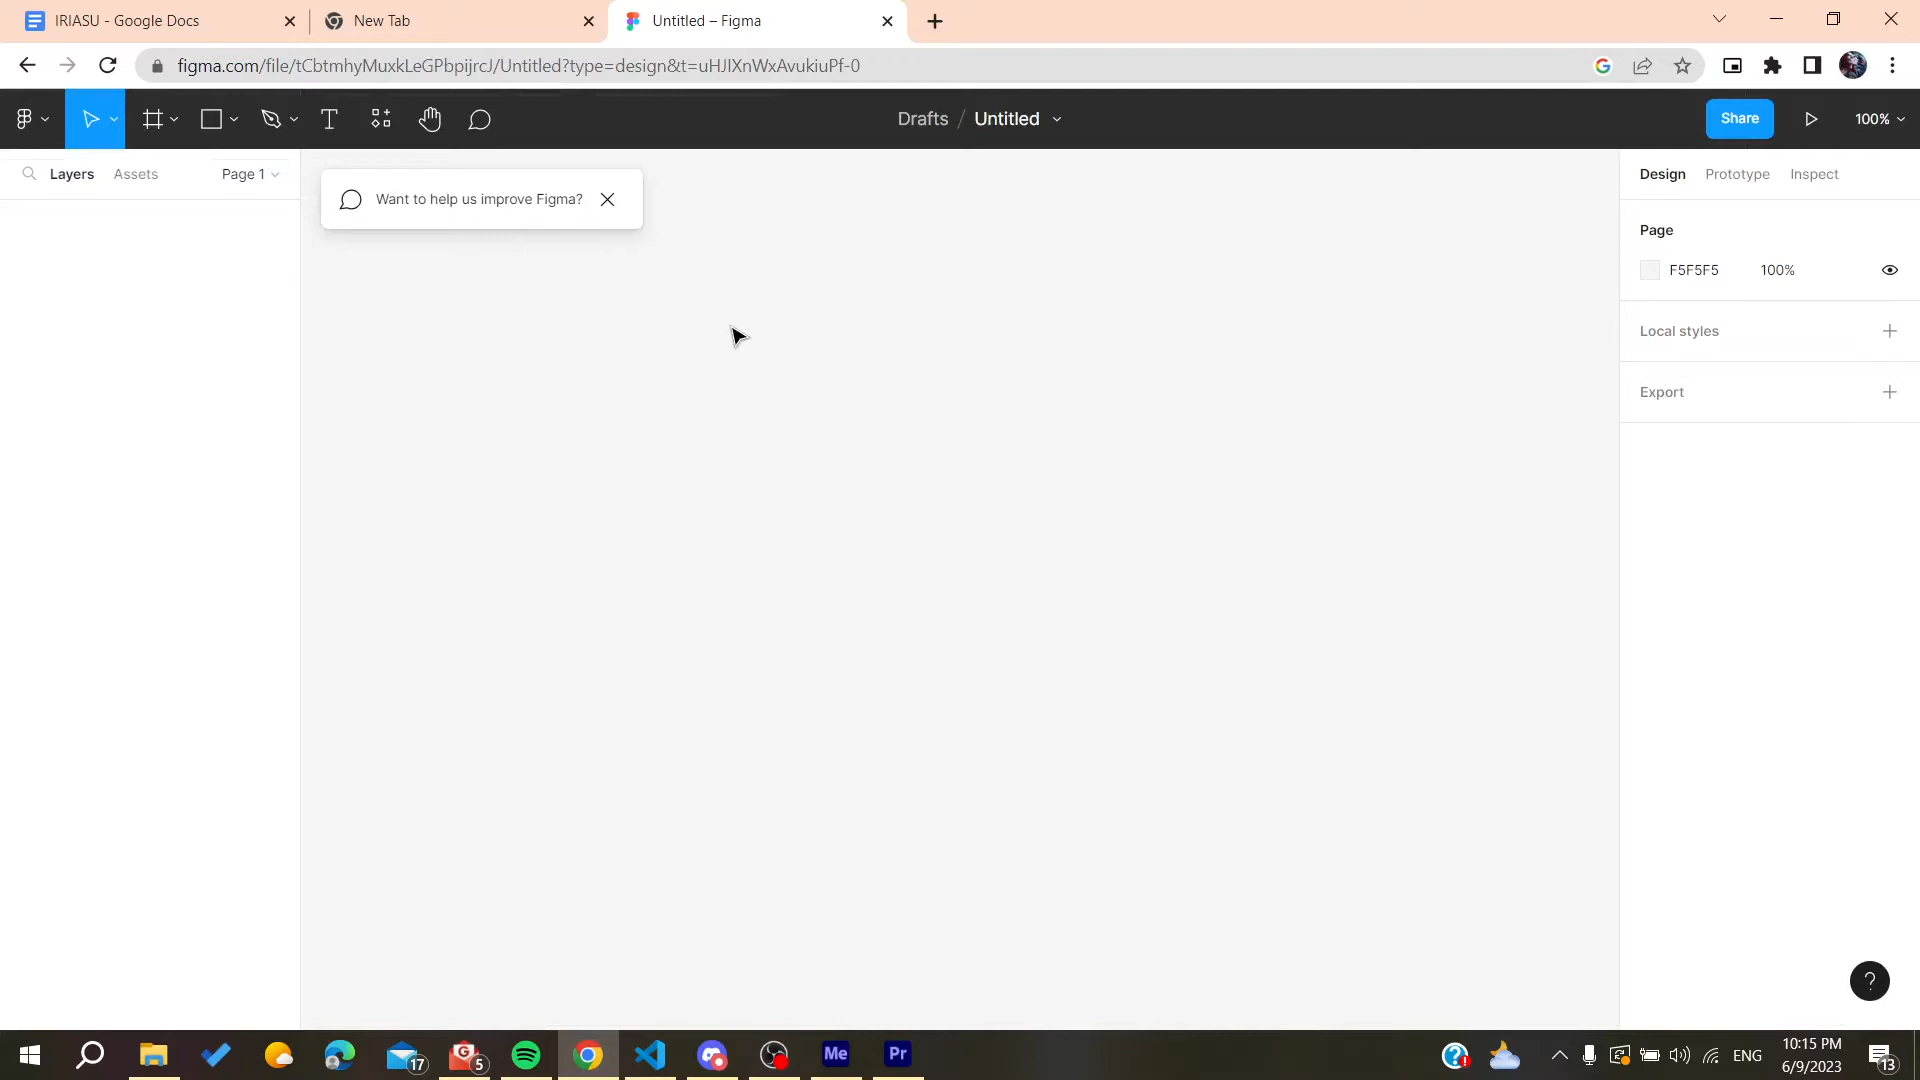 IRIASU - Google Docs
New Tab
Untitled – Figma
figma.com/file/tCbtmhyMuxkLeGPbpijrcJ/Untitled?type=design&t=uHJIXnWxAvukiuPf-0
Drafts / Untitled
Share
100%
Layers
Assets
Page 1
Want to help us improve Figma?
Design
Prototype
Inspect
Page
F5F5F5
100%
Local styles
Export
?
17
5
Me
Pr
ENG
10:15 PM
6/9/2023
13